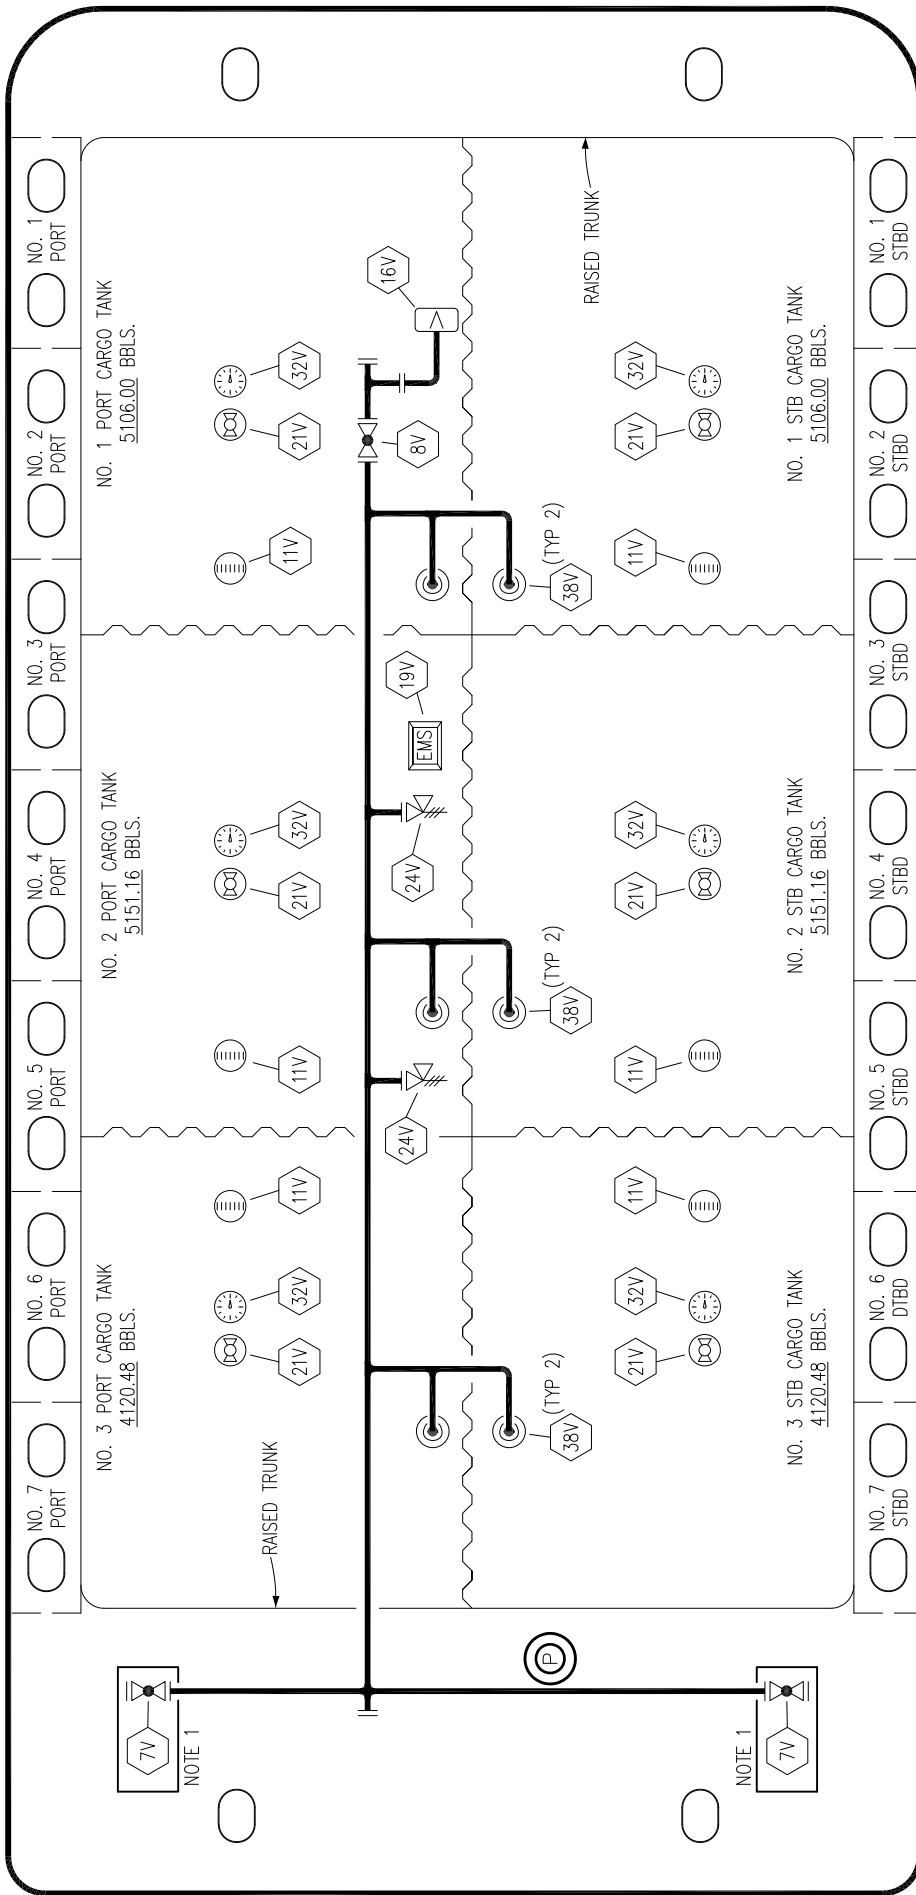 NO. 1
PORT
NO. 2
PORT
NO. 3
PORT
NO. 4
PORT
NO. 5
PORT
NO. 6
PORT
NO. 7
PORT
NO. 1 PORT CARGO TANK
5106.00 BBLS.
32V
21V
11V
16V
8V
(TYP 2)
38V
RAISED TRUNK
32V
21V
11V
NO. 1 STB CARGO TANK
5106.00 BBLS.
NO. 2 PORT CARGO TANK
5151.16 BBLS.
32V
21V
11V
19V
EMS
24V
(TYP 2)
38V
24V
32V
21V
11V
NO. 2 STB CARGO TANK
5151.16 BBLS.
NO. 3 PORT CARGO TANK
4120.48 BBLS.
11V
32V
21V
RAISED TRUNK
(TYP 2)
38V
11V
32V
21V
NO. 3 STB CARGO TANK
4120.48 BBLS.
NO. 1
STBD
NO. 2
STBD
NO. 3
STBD
NO. 4
STBD
NO. 5
STBD
NO. 6
DTBD
NO. 7
STBD
7V
NOTE 1
P
7V
NOTE 1